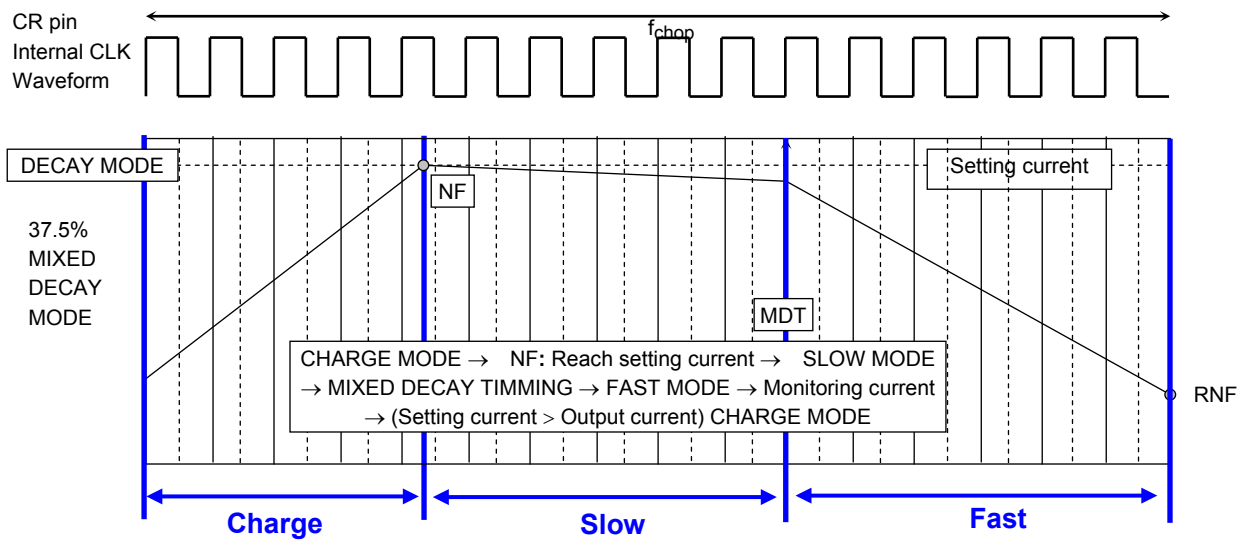 CR pin
Internal CLK
Waveform
fchop
DECAY MODE
Setting current
NF
37.5%
MIXED
DECAY
MODE
MDT
CHARGE MODE → NF: Reach setting current → SLOW MODE
→ MIXED DECAY TIMMING → FAST MODE → Monitoring current
→ (Setting current > Output current) CHARGE MODE
RNF
Charge
Slow
Fast